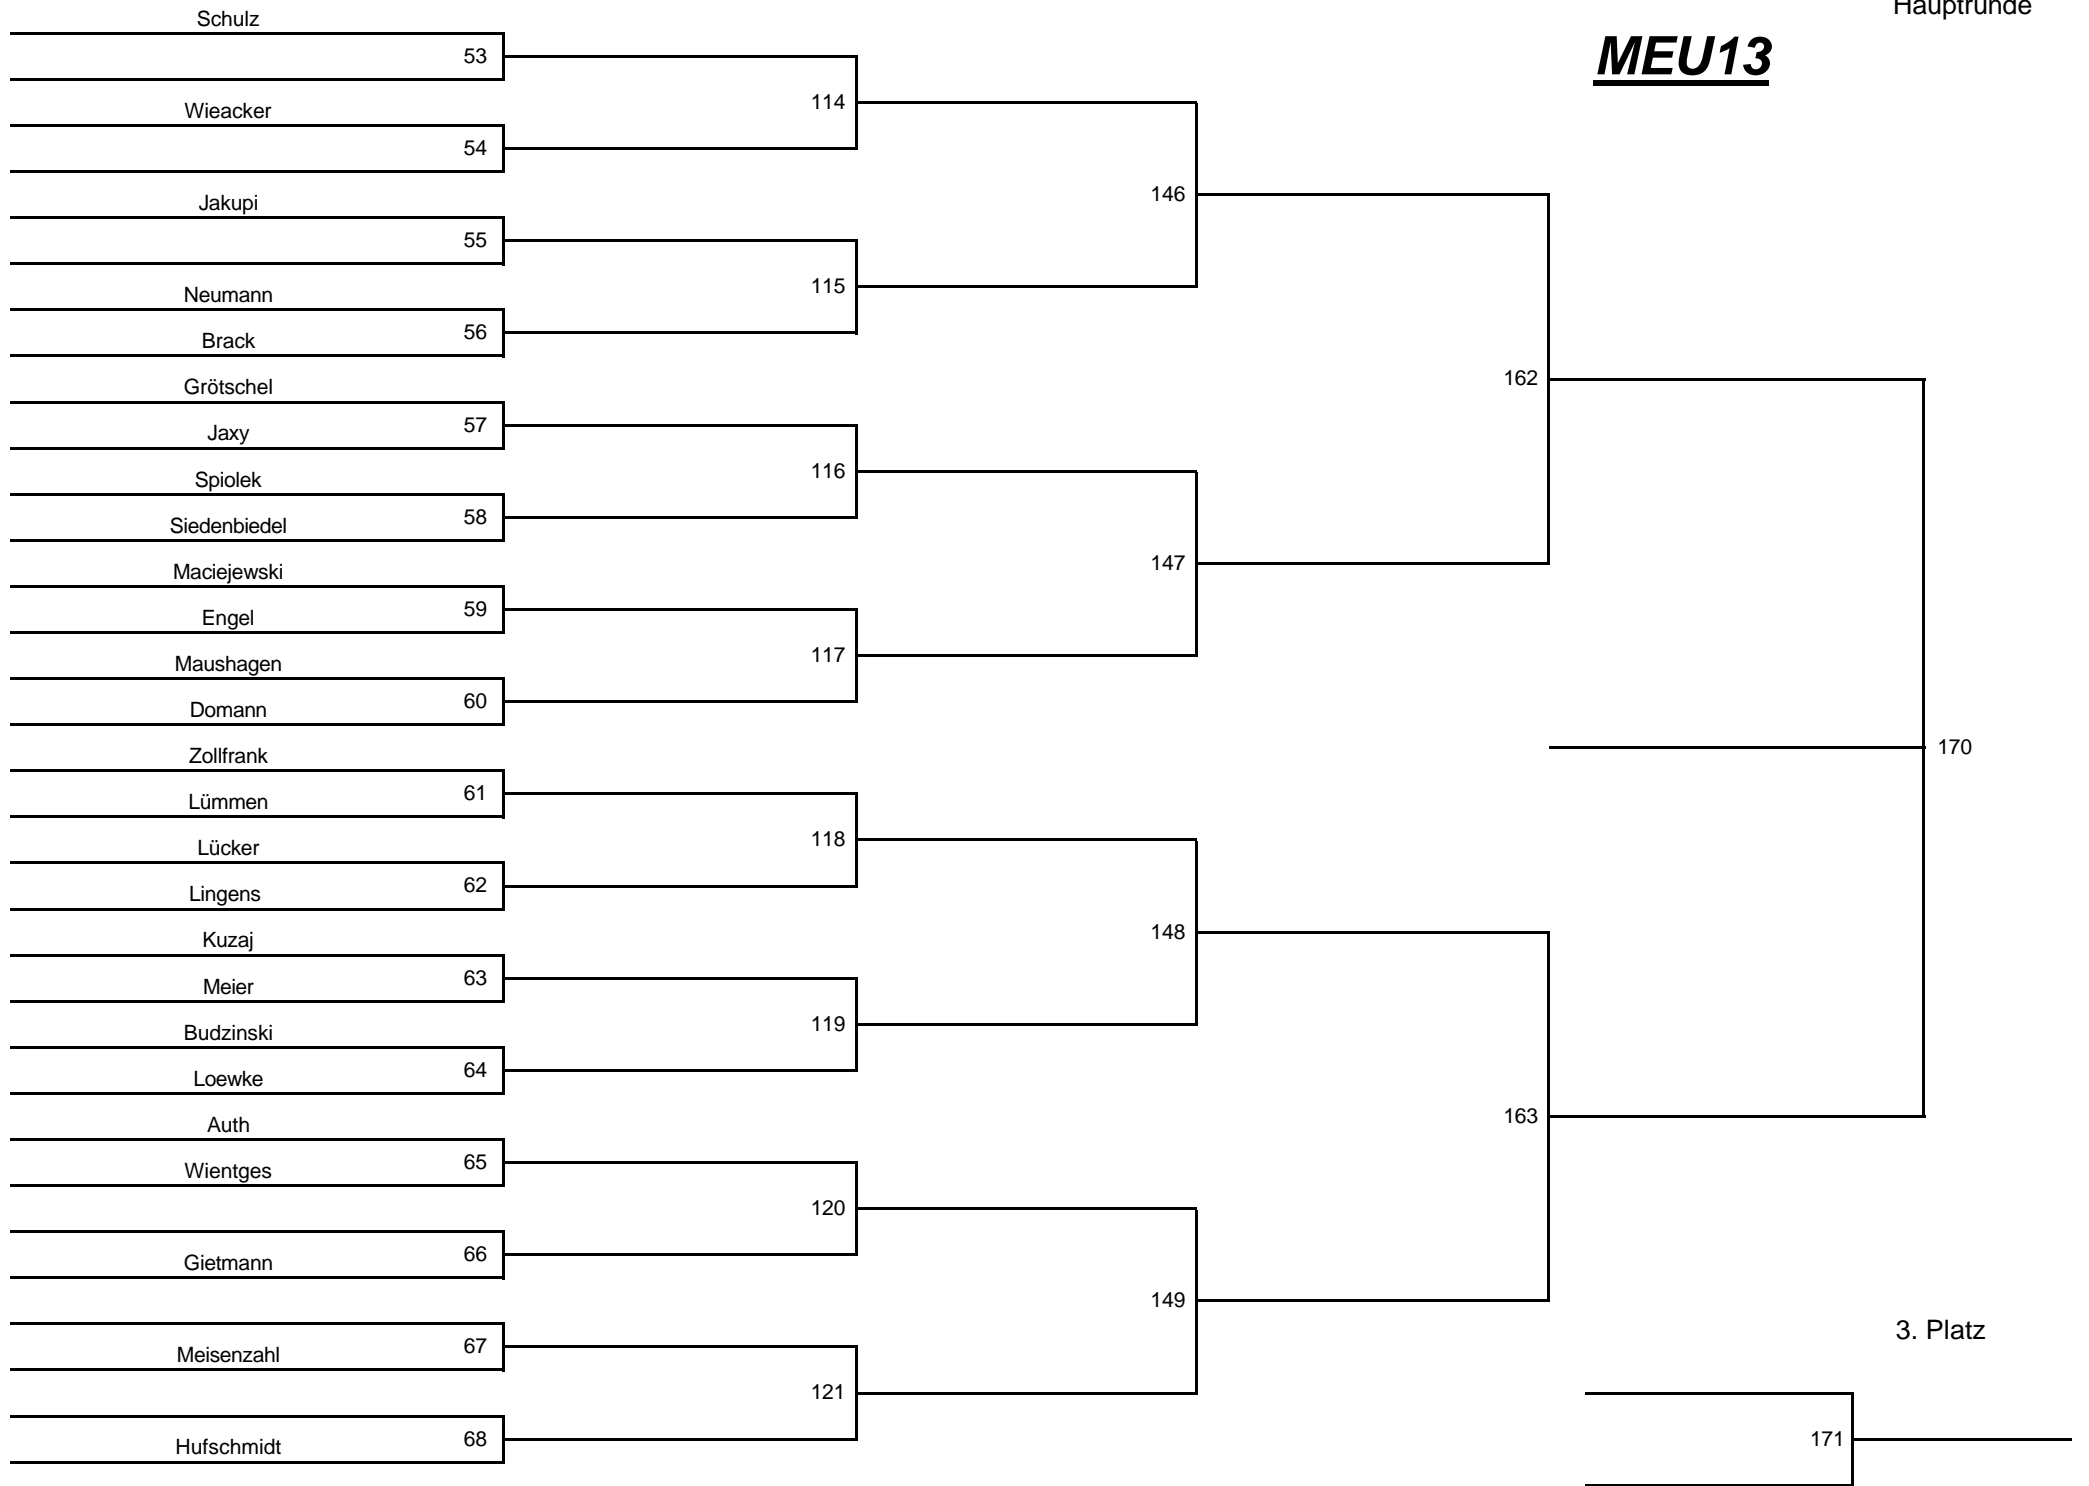 Hauptrunde
MEU13
Schulz
53
114
Wieacker
54
146
Jakupi
55
115
Neumann
56
Brack
162
Grötschel
57
Jaxy
116
Spiolek
58
Siedenbiedel
147
Maciejewski
59
Engel
117
Maushagen
60
Domann
170
Zollfrank
61
Lümmen
118
Lücker
62
Lingens
148
Kuzaj
63
Meier
119
Budzinski
64
Loewke
163
Auth
65
Wientges
120
66
Gietmann
149
3. Platz
67
Meisenzahl
121
68
Hufschmidt
171